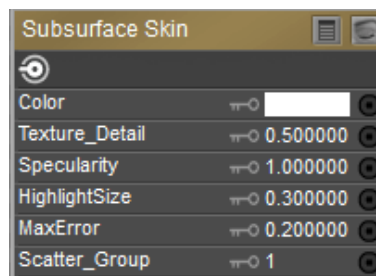 Subsurface Skin
Color
Texture_Detail 0.500000
Specularity 1.000000
HighlightSize 0.300000
MaxError 0.200000
Scatter_Group 1